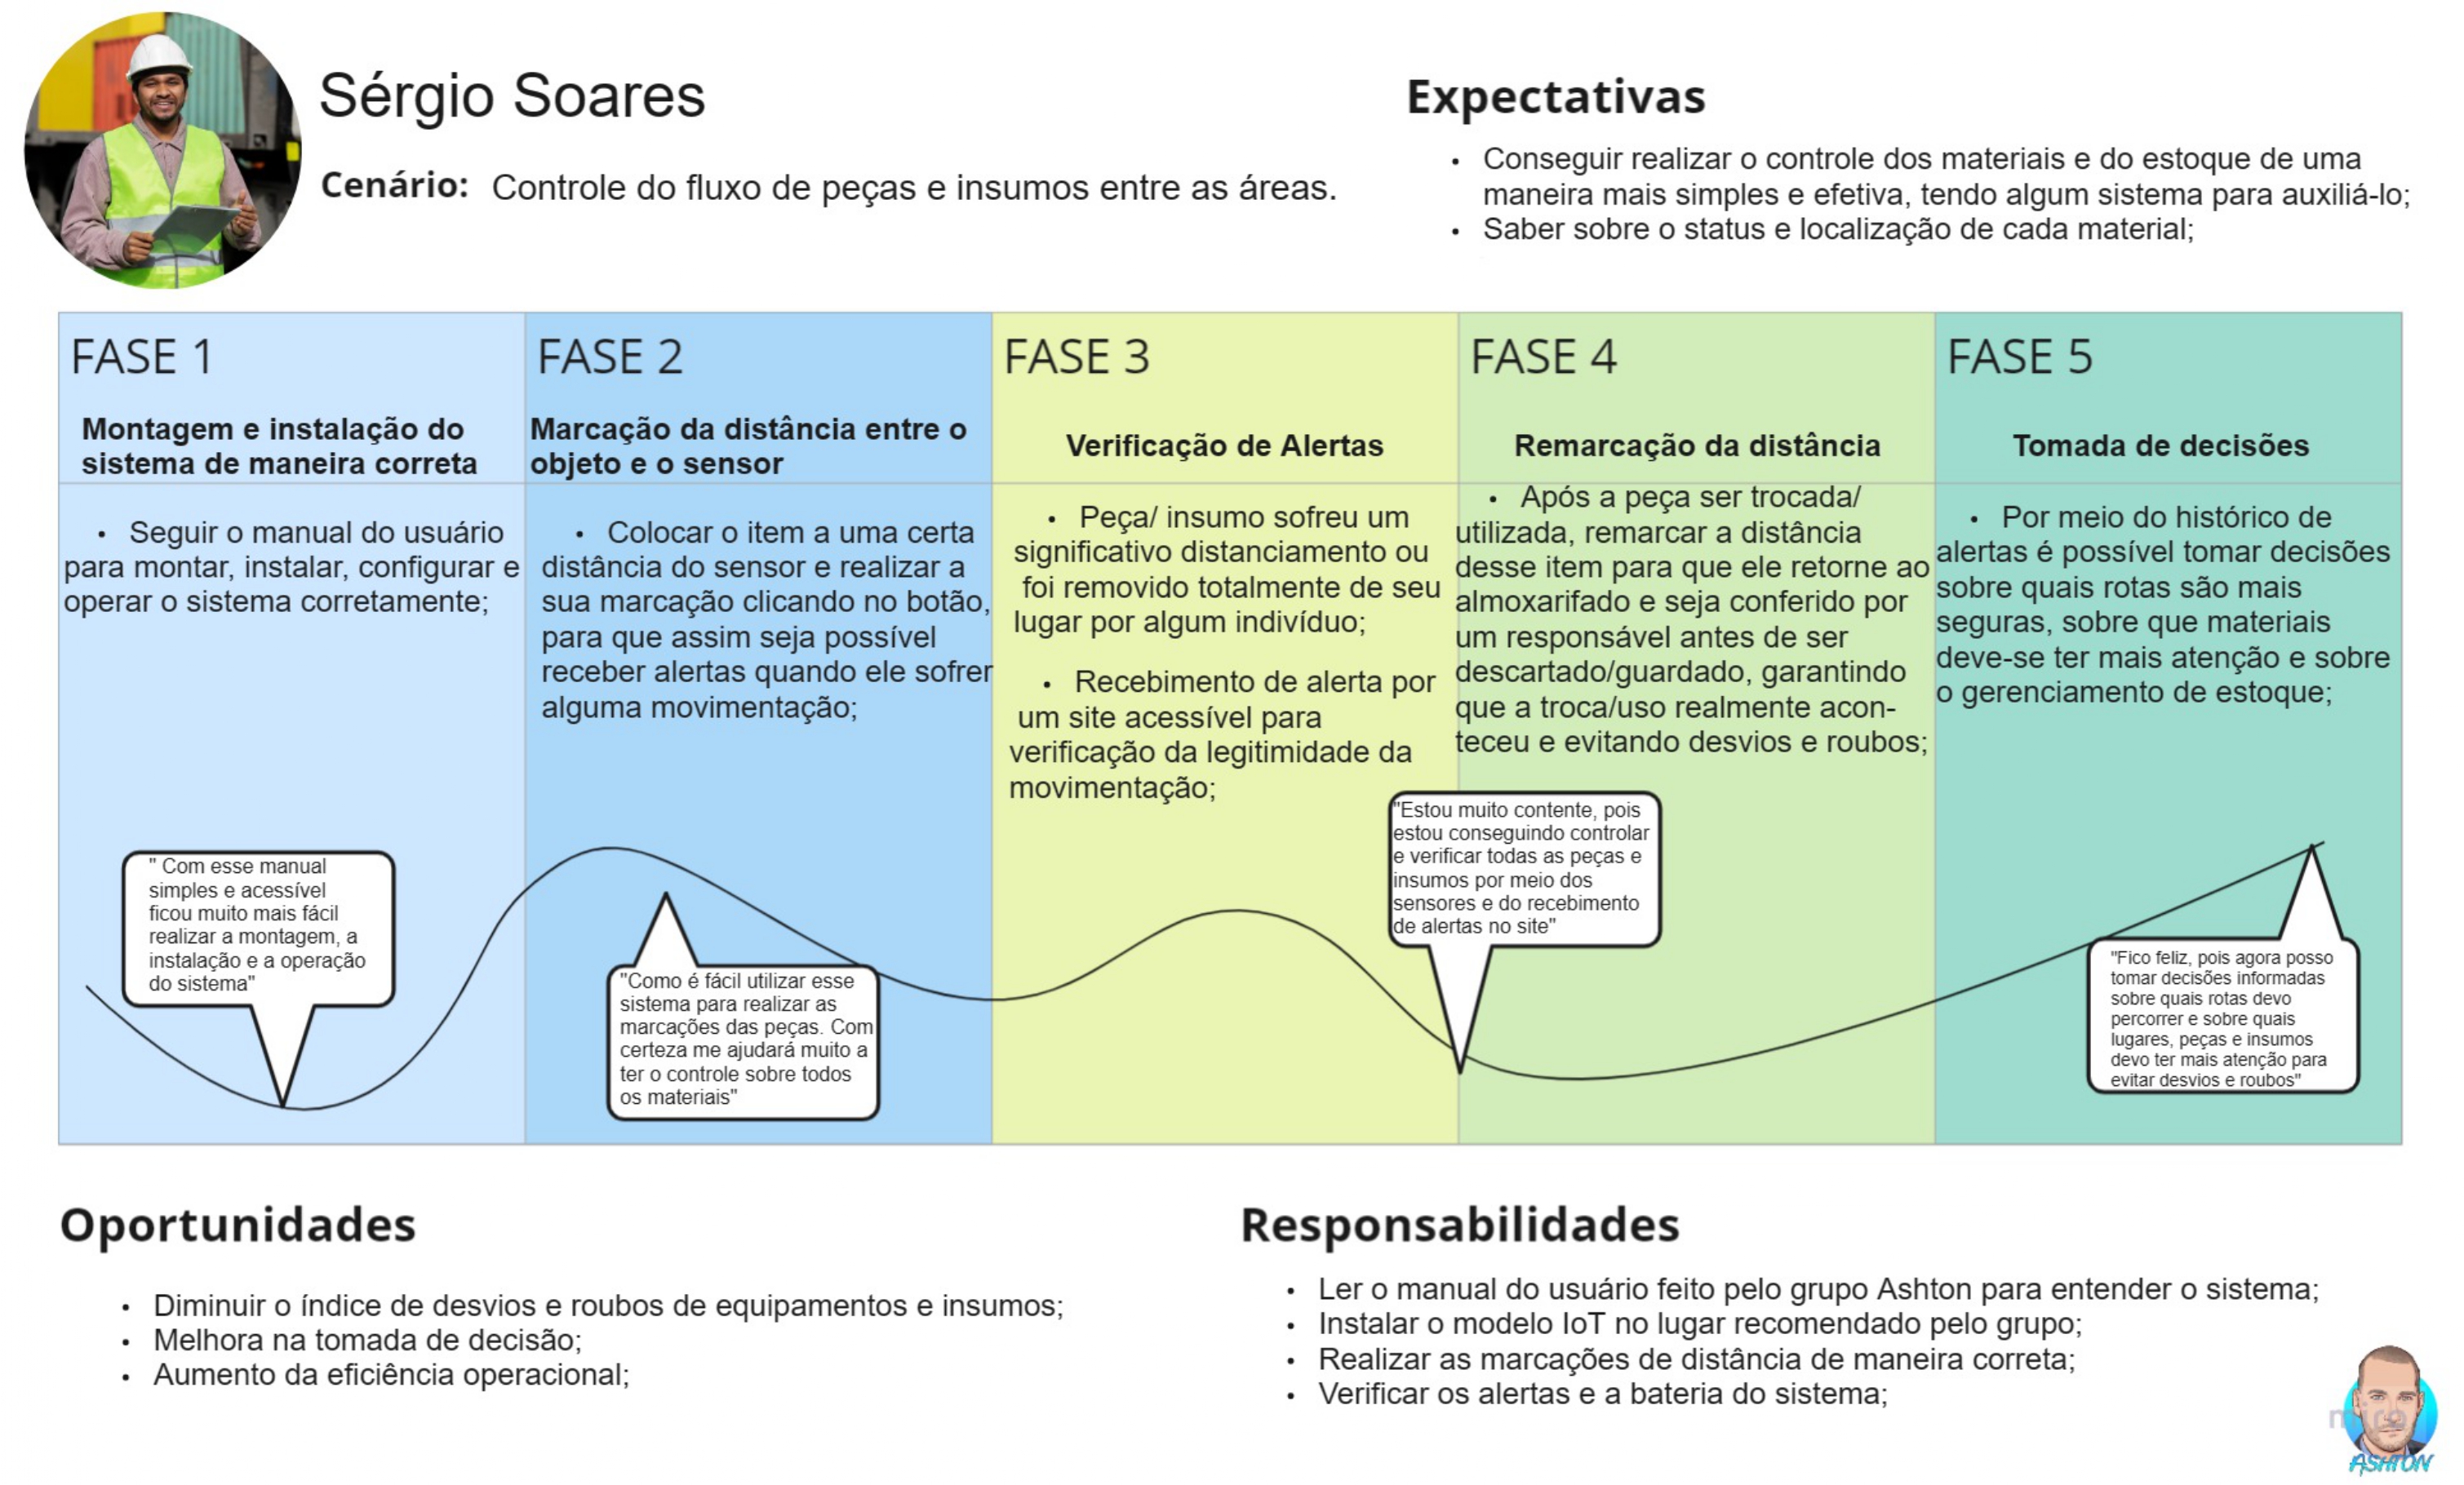 Sérgio Soares
Cenário: Controle do fluxo de peças e insumos entre as áreas.
Expectativas
• Conseguir realizar o controle dos materiais e do estoque de uma
maneira mais simples e efetiva, tendo algum sistema para auxiliá-lo;
• Saber sobre o status e localização de cada material;
FASE 1
Montagem e instalação do
sistema de maneira correta
• Seguir o manual do usuário
para montar, instalar, configurar e
operar o sistema corretamente;
" Com esse manual
simples e acessível
ficou muito mais fácil
realizar a montagem, a
instalação e a operação
do sistema"
FASE 2
Marcação da distância entre o
objeto e o sensor
• Colocar o item a uma certa
distância do sensor e realizar a
sua marcação clicando no botão,
para que assim seja possível
receber alertas quando ele sofrer
alguma movimentação;
"Como é fácil utilizar esse
sistema para realizar as
marcações das peças. Com
certeza me ajudará muito a
ter o controle sobre todos
os materiais"
FASE 3
Verificação de Alertas
• Peça/ insumo sofreu um
significativo distanciamento ou
foi removido totalmente de seu
lugar por algum indivíduo;
• Recebimento de alerta por
um site acessível para
verificação da legitimidade da
movimentação;
FASE 4
Remarcação da distância
• Após a peça ser trocada/
utilizada, remarcar a distância
desse item para que ele retorne ao
almoxarifado e seja conferido por
um responsável antes de ser
descartado/guardado, garantindo
que a troca/uso realmente acon-
teceu e evitando desvios e roubos;
"Estou muito contente, pois
estou conseguindo controlar
e verificar todas as peças e
insumos por meio dos
sensores e do recebimento
de alertas no site"
FASE 5
Tomada de decisões
• Por meio do histórico de
alertas é possível tomar decisões
sobre quais rotas são mais
seguras, sobre que materiais
deve-se ter mais atenção e sobre
o gerenciamento de estoque;
"Fico feliz, pois agora posso
tomar decisões informadas
sobre quais rotas devo
percorrer e sobre quais
lugares, peças e insumos
devo ter mais atenção para
evitar desvios e roubos"
Oportunidades
• Diminuir o índice de desvios e roubos de equipamentos e insumos;
• Melhora na tomada de decisão;
• Aumento da eficiência operacional;
Responsabilidades
• Ler o manual do usuário feito pelo grupo Ashton para entender o sistema;
• Instalar o modelo IoT no lugar recomendado pelo grupo;
• Realizar as marcações de distância de maneira correta;
• Verificar os alertas e a bateria do sistema;
miro
ASHTON